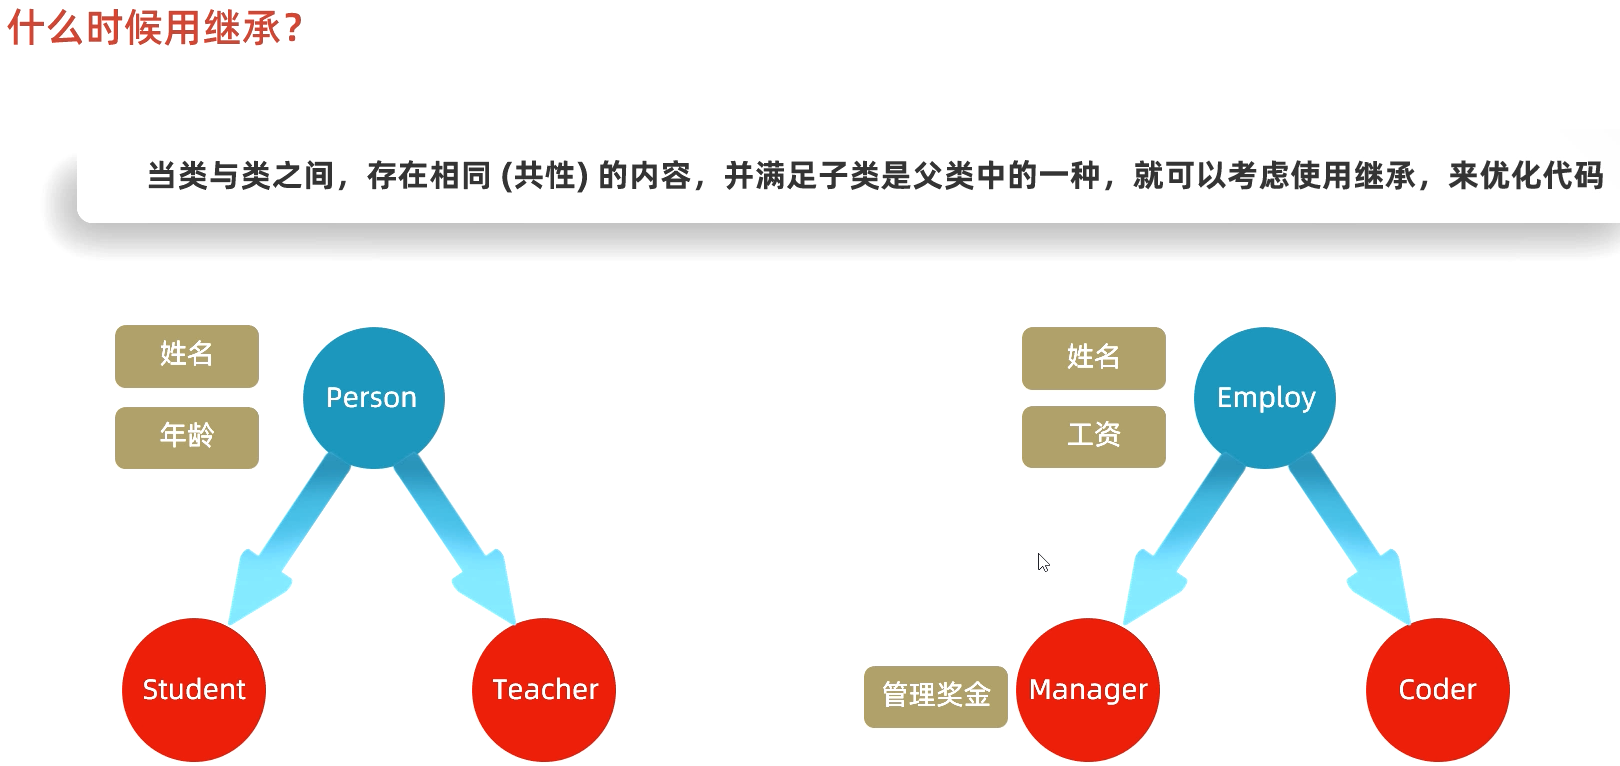 什么时候用继承？
当类与类之间，存在相同 (共性) 的内容，并满足子类是父类中的一种，就可以考虑使用继承，来优化代码
姓名
年龄
Person
Student
Teacher
姓名
工资
Employ
管理奖金
Manager
Coder